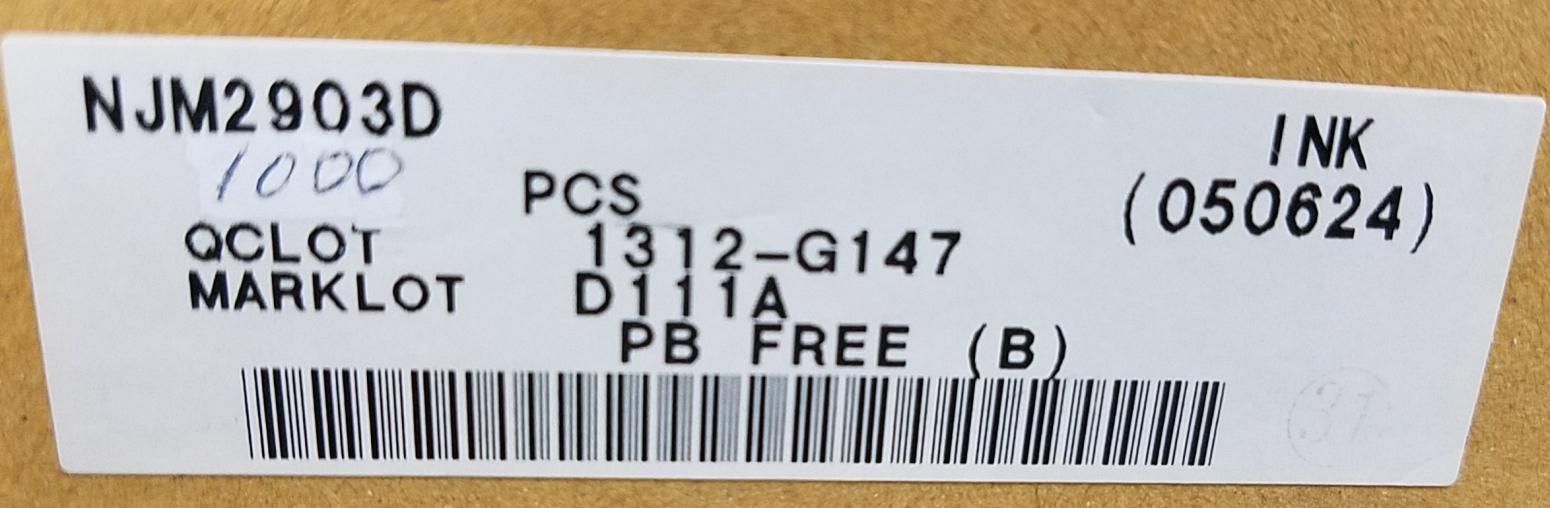 NJM2903D
INK
1000 PCS
(050624)
QCLOT 1312-G147
MARKLOT D111A
PB FREE (B)